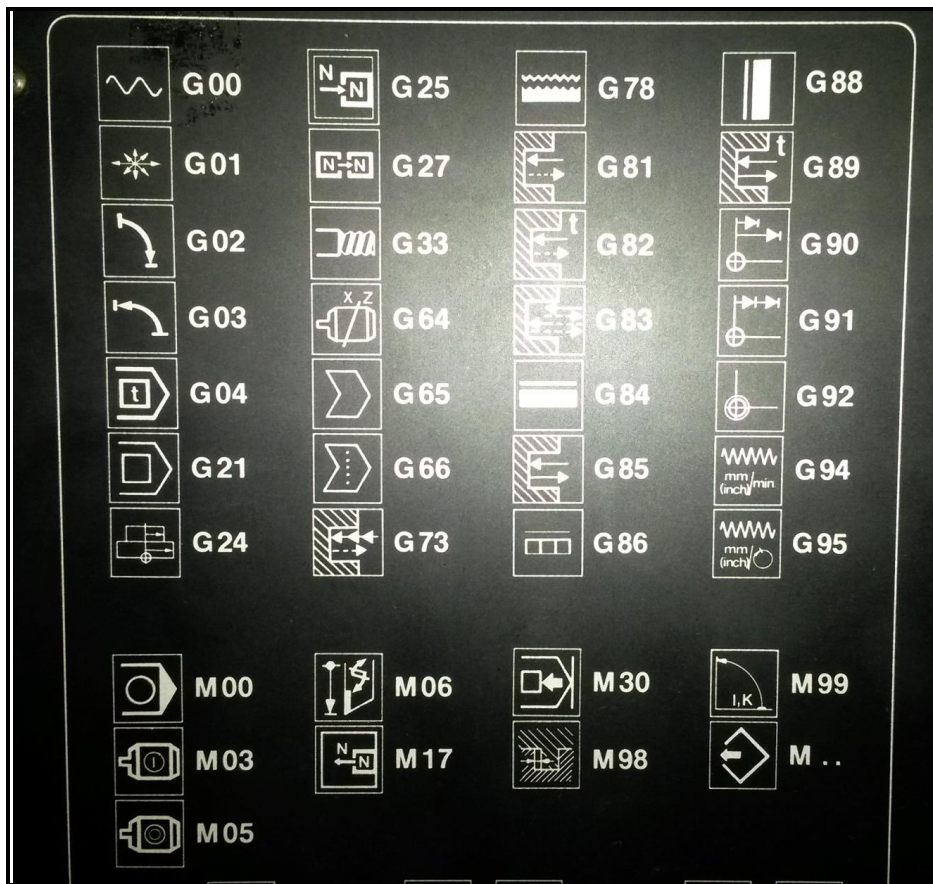 G00 N N G25 G78 G88
G01 N N G27 G81 t G89
G02 G33 t G82 G90
G03 X Z G64 G83 G91
t G04 G65 G84 G92
G21 G66 G85 mm (inch)/min G94
G24 G73 G86 mm (inch)/ G95
M00 M06 M30 I,K M99
I M03 N N M17 M98 M..
M05